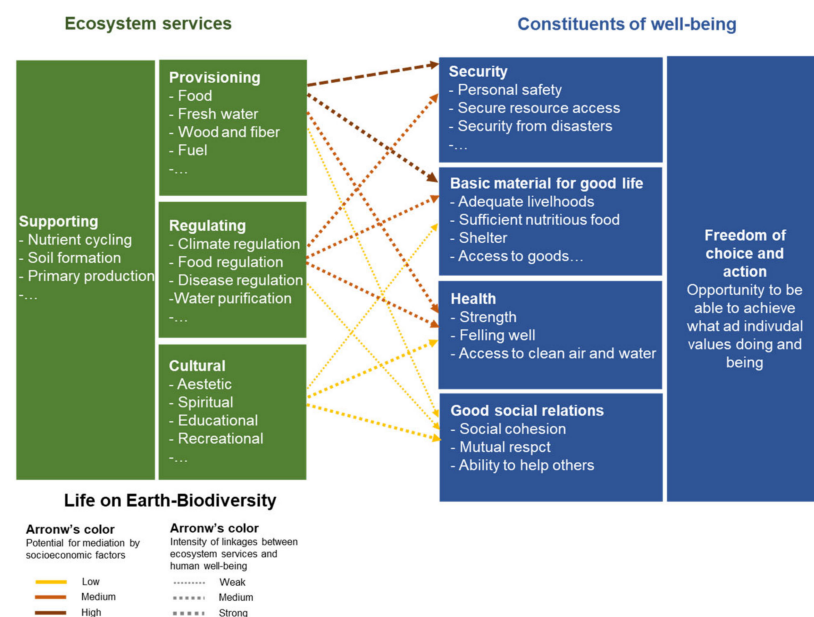 Ecosystem services
Constituents of well-being
Supporting
- Nutrient cycling
- Soil formation
- Primary production
-...
Provisioning
- Food
- Fresh water
- Wood and fiber
- Fuel
-...
Regulating
- Climate regulation
- Food regulation
- Disease regulation
-Water purification
-...
Cultural
- Aestetic
- Spiritual
- Educational
- Recreational
-...
Security
- Personal safety
- Secure resource access
- Security from disasters
-...
Basic material for good life
- Adequate livelhoods
- Sufficient nutritious food
- Shelter
- Access to goods...
Health
- Strength
- Felling well
- Access to clean air and water
Good social relations
- Social cohesion
- Mutual respct
- Ability to help others
Freedom of
choice and
action
Opportunity to be
able to achieve
what ad indivudal
values doing and
being
Life on Earth-Biodiversity
Arronw's color
Potential for mediation by
socioeconomic factors
Low
Medium
High
Arronw's color
Intensity of linkages between
ecosystem services and
human well-being
Weak
Medium
Strong